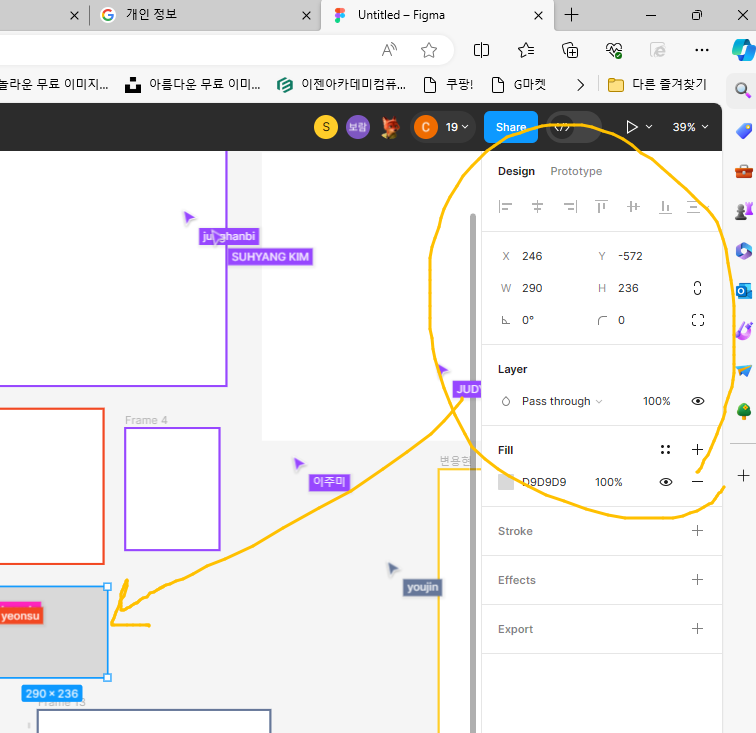 개인 정보
Untitled – Figma
놀라운 무료 이미지...
아름다운 무료 이미...
이젠아카데미컴퓨...
쿠팡!
G마켓
다른 즐겨찾기
S
보람
C
19
Share
39%
Design
Prototype
junghanbi
SUHYANG KIM
X 246
Y -572
W 290
H 236
0°
0
Layer
JUDY
Pass through
100%
Frame 4
Fill
변용현
D9D9D9
100%
이주미
Stroke
Effects
youjin
yeonsu
Export
290 × 236
Frame 13